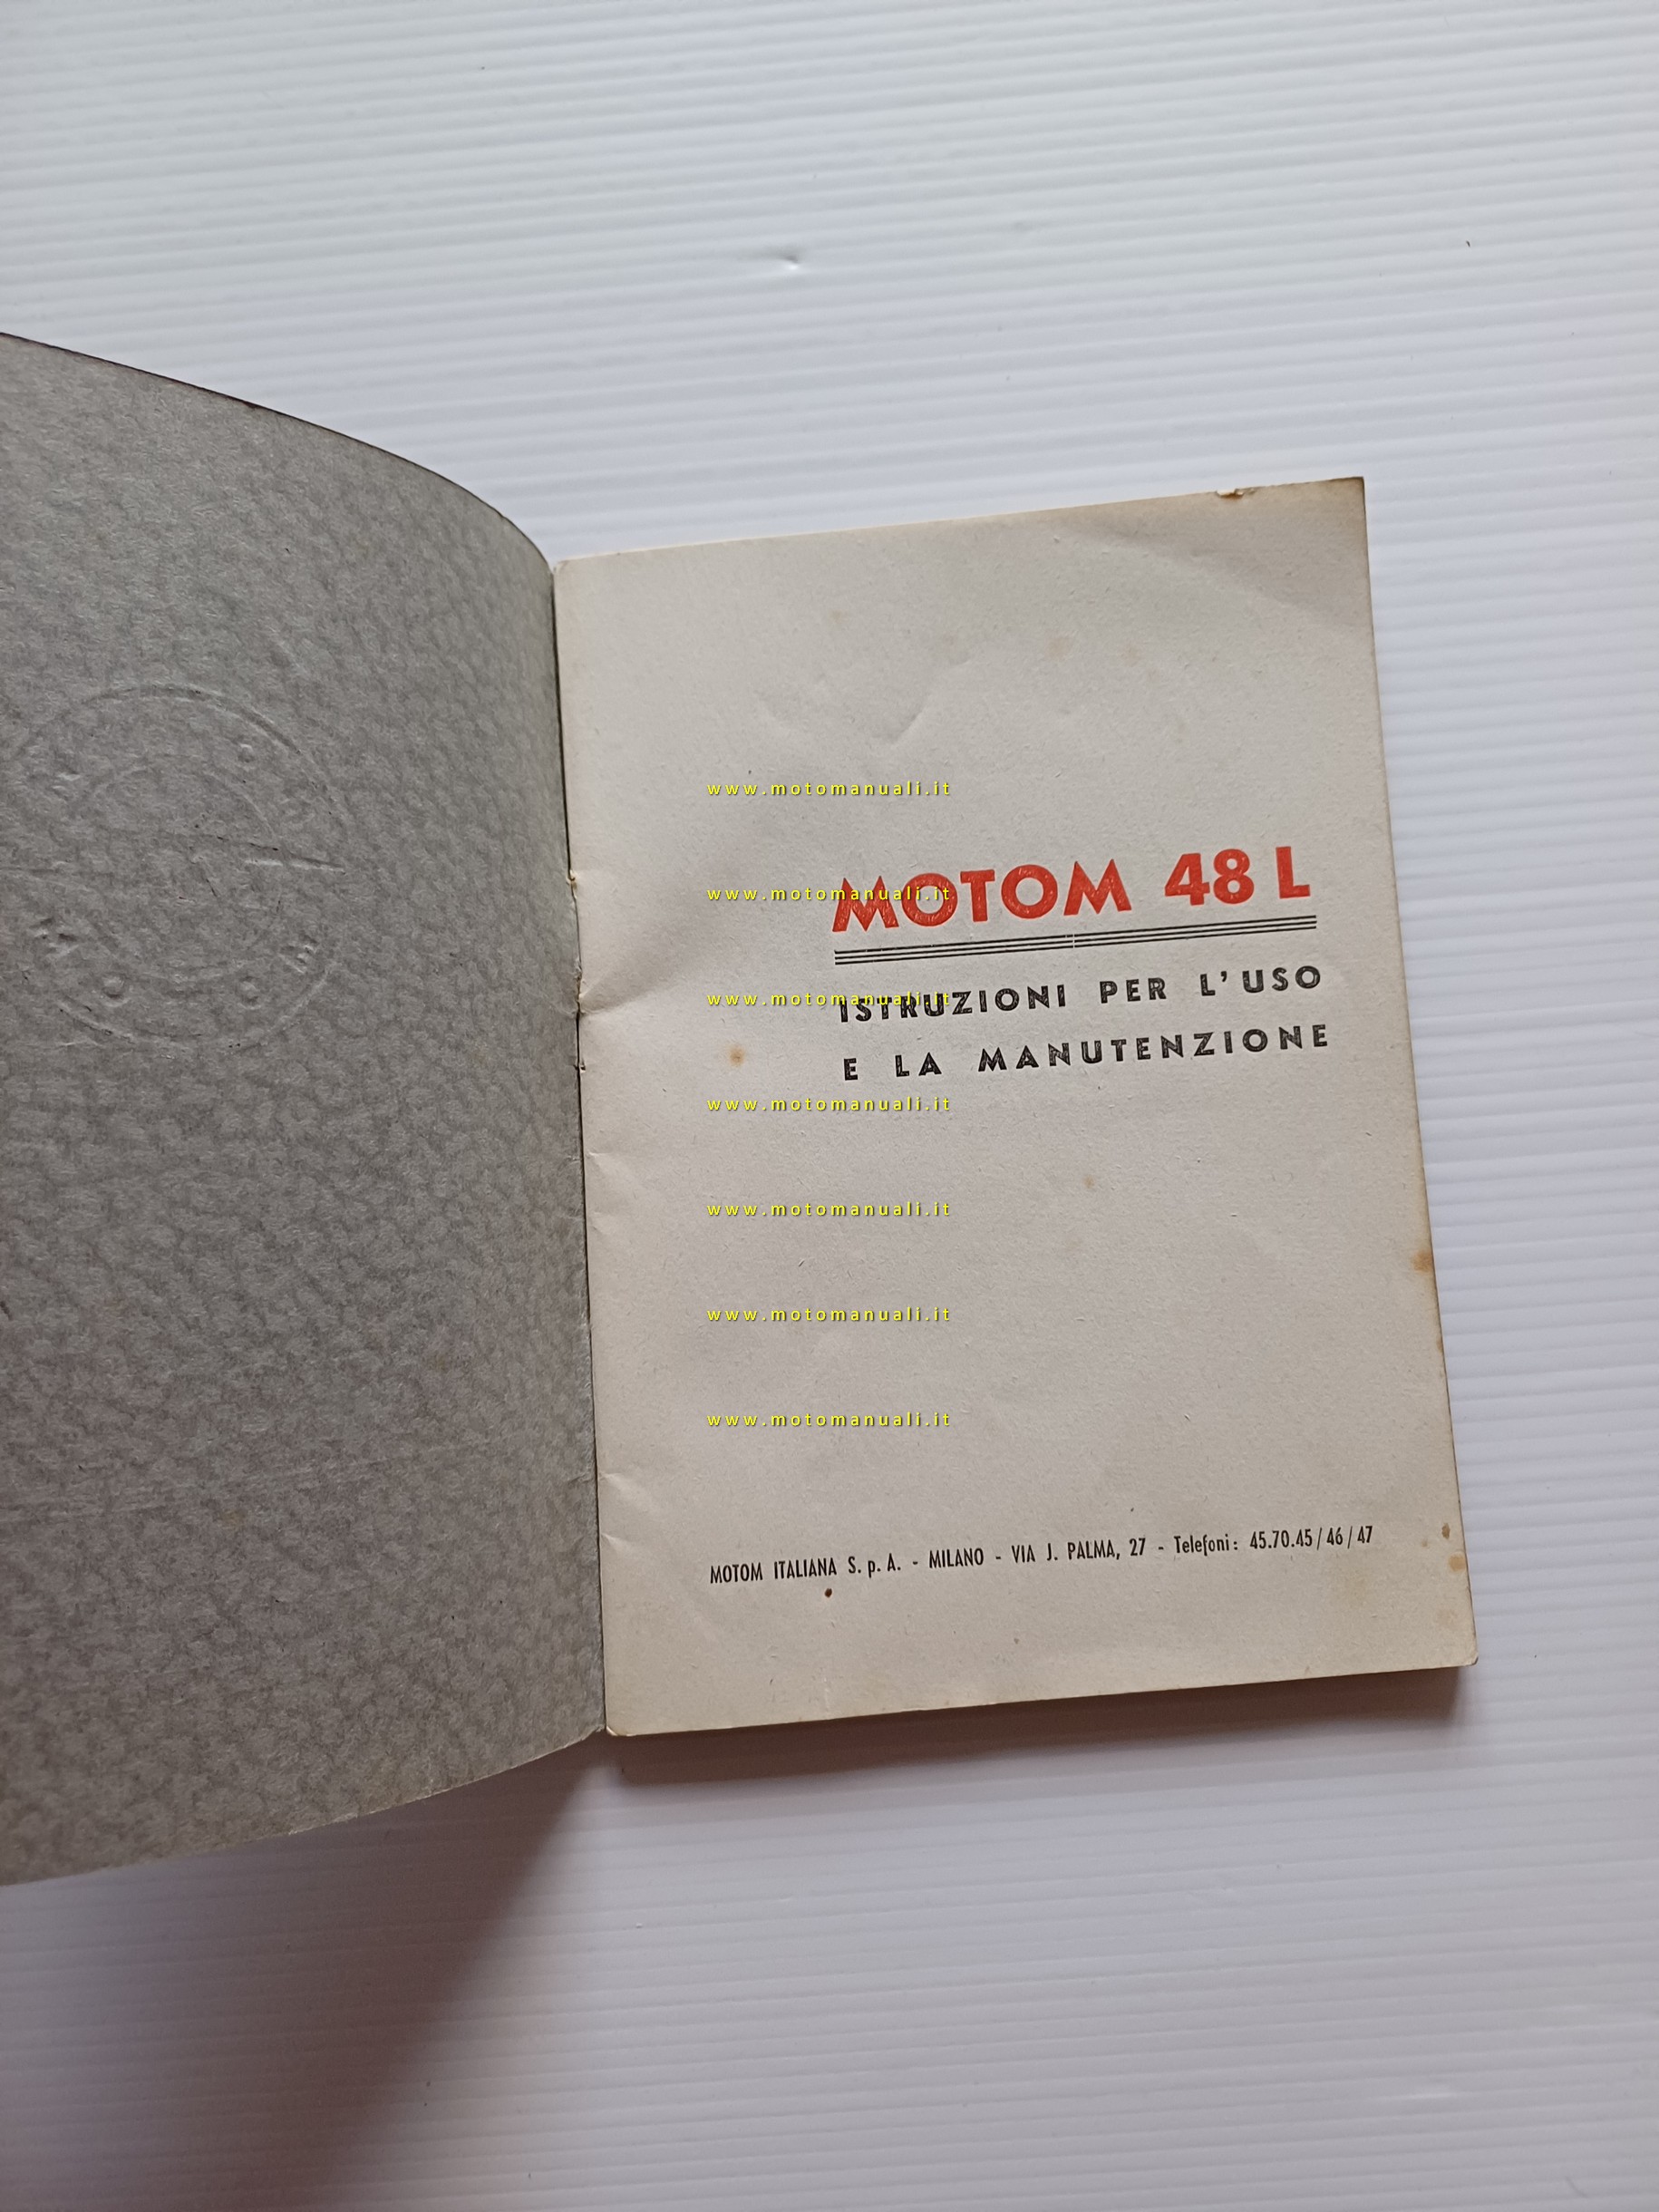 www.motomanuali.it
MOTOM 48 L
www.motomanuali.it
ISTRUZIONI PER L'USO
www.motomanuali.it
E LA MANUTENZIONE
www.motomanuali.it
www.motomanuali.it
www.motomanuali.it
www.motomanuali.it
MOTOM ITALIANA S. p. A. - MILANO - VIA J. PALMA, 27 - Telefoni: 45.70.45/46/47